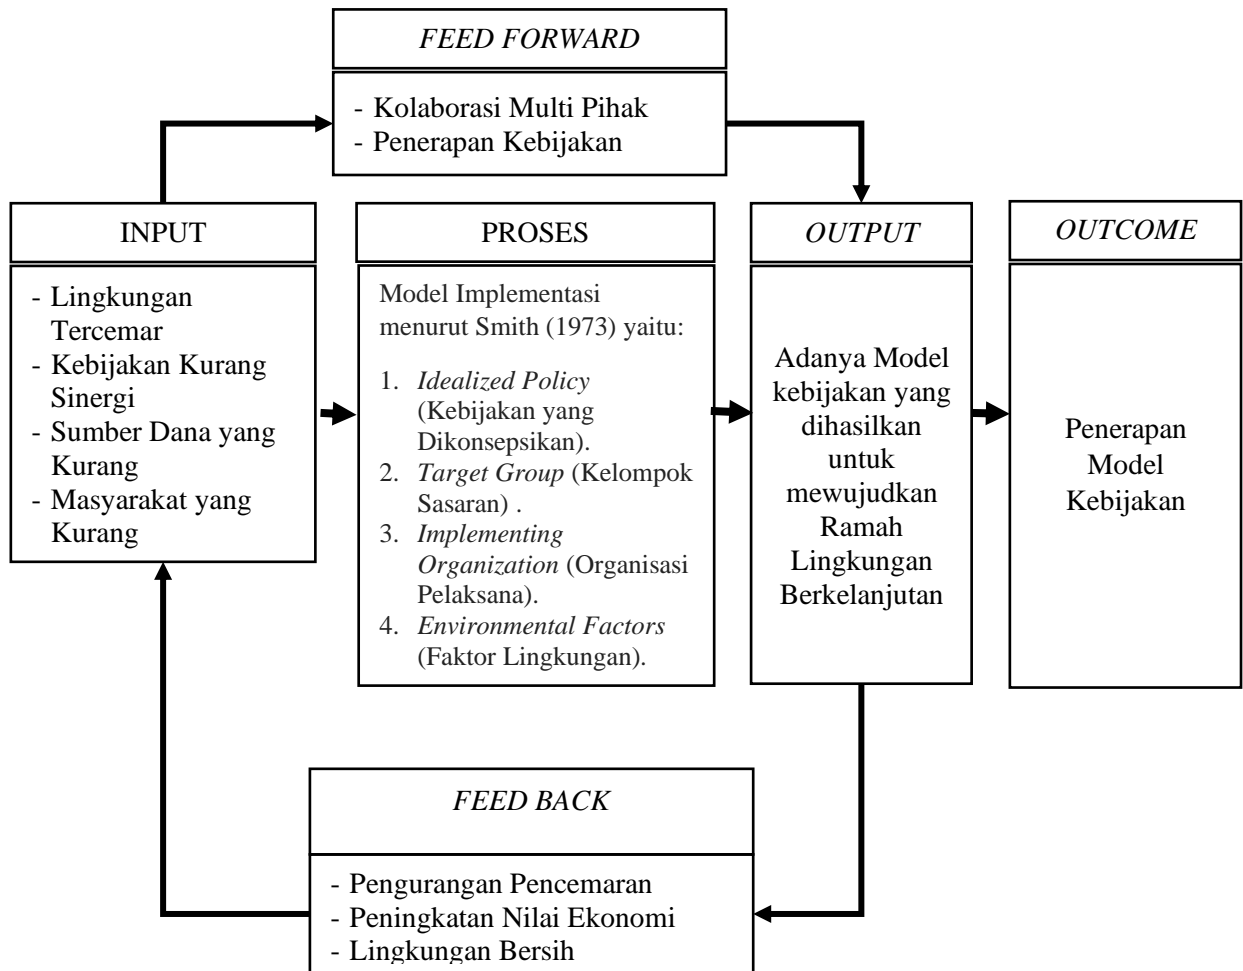 FEED FORWARD
- Kolaborasi Multi Pihak
- Penerapan Kebijakan
INPUT
- Lingkungan
Tercemar
- Kebijakan Kurang
Sinergi
- Sumber Dana yang
Kurang
- Masyarakat yang
Kurang
PROSES
Model Implementasi
menurut Smith (1973) yaitu:
1. Idealized Policy
(Kebijakan yang
Dikonsepsikan).
2. Target Group (Kelompok
Sasaran) .
3. Implementing
Organization (Organisasi
Pelaksana).
4. Environmental Factors
(Faktor Lingkungan).
OUTPUT
Adanya Model
kebijakan yang
dihasilkan
untuk
mewujudkan
Ramah
Lingkungan
Berkelanjutan
OUTCOME
Penerapan
Model
Kebijakan
FEED BACK
- Pengurangan Pencemaran
- Peningkatan Nilai Ekonomi
- Lingkungan Bersih